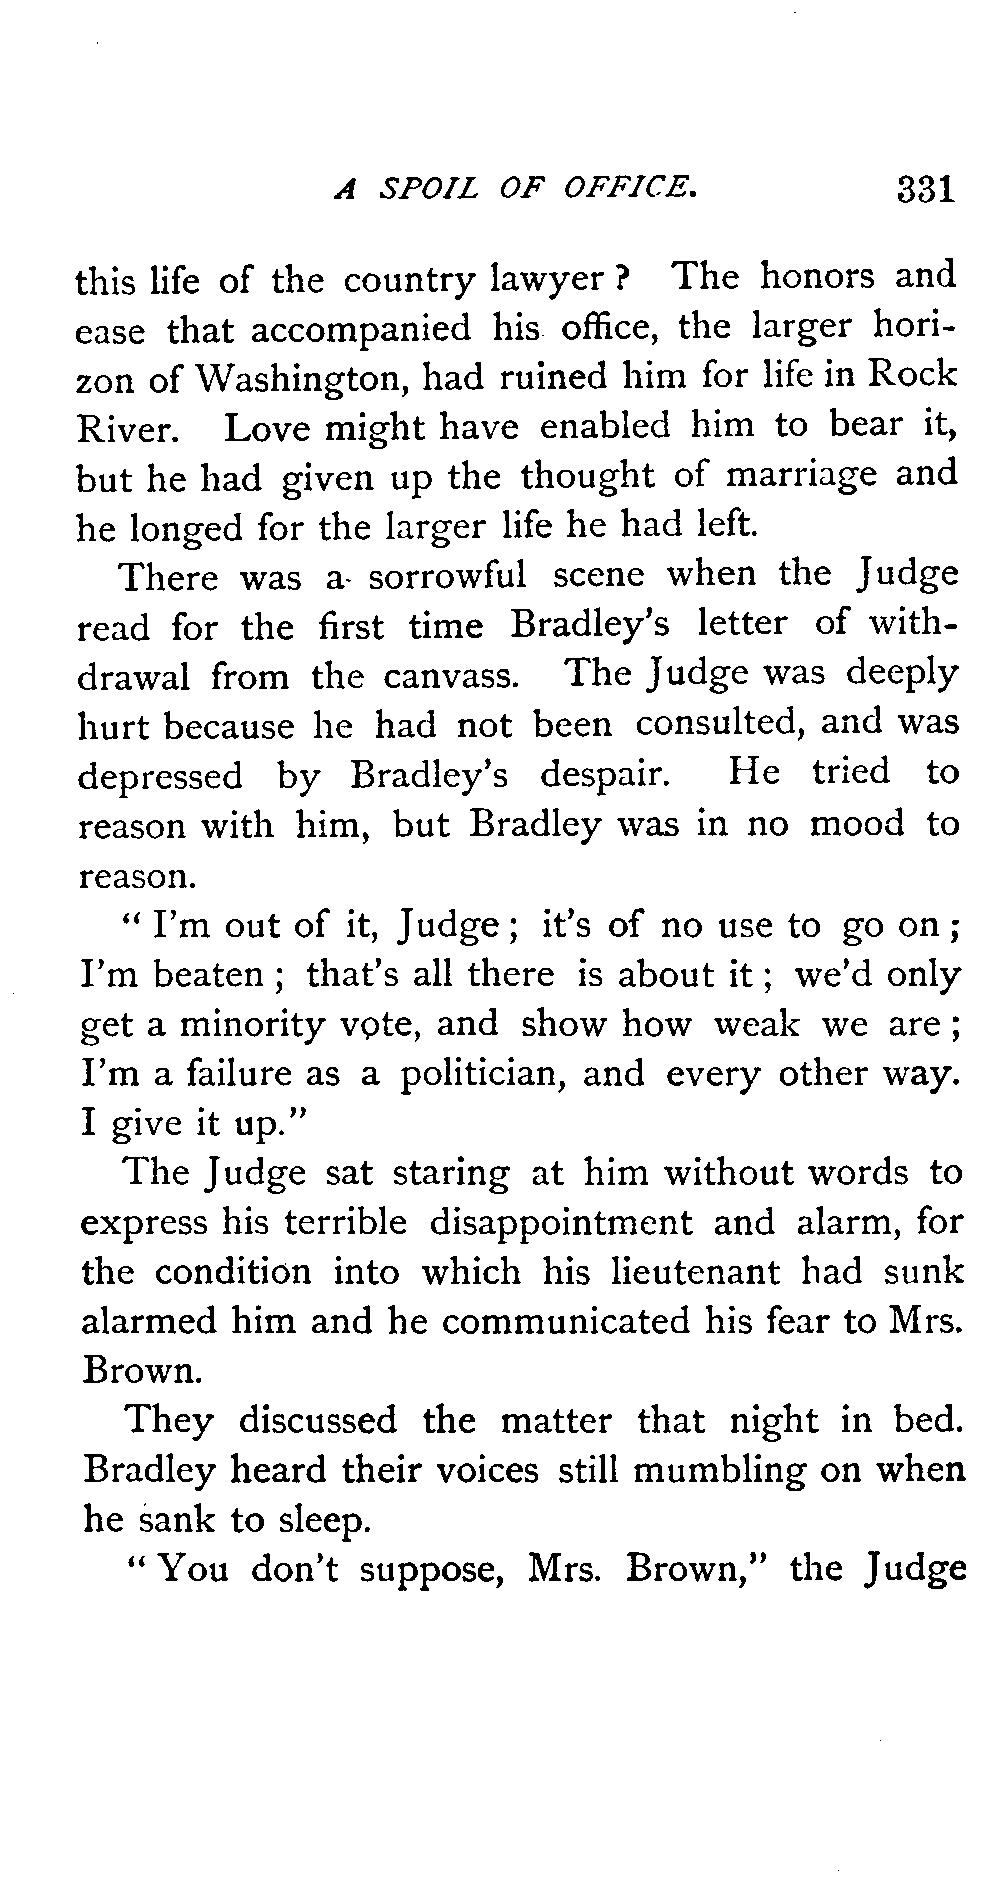 A SPOIL OF OFFICE. 331
this life of the country lawyer? The honors and
ease that accompanied his office, the larger hori-
zon of Washington, had ruined him for life in Rock
River. Love might have enabled him to bear it,
but he had given up the thought of marriage and
he longed for the larger life he had left.
There was a sorrowful scene when the Judge
read for the first time Bradley's letter of with-
drawal from the canvass. The Judge was deeply
hurt because he had not been consulted, and was
depressed by Bradley's despair. He tried to
reason with him, but Bradley was in no mood to
reason.
"I'm out of it, Judge; it's of no use to go on;
I'm beaten; that's all there is about it; we'd only
get a minority vote, and show how weak we are;
I'm a failure as a politician, and every other way.
I give it up."
The Judge sat staring at him without words to
express his terrible disappointment and alarm, for
the condition into which his lieutenant had sunk
alarmed him and he communicated his fear to Mrs.
Brown.
They discussed the matter that night in bed.
Bradley heard their voices still mumbling on when
he sank to sleep.
"You don't suppose, Mrs. Brown," the Judge